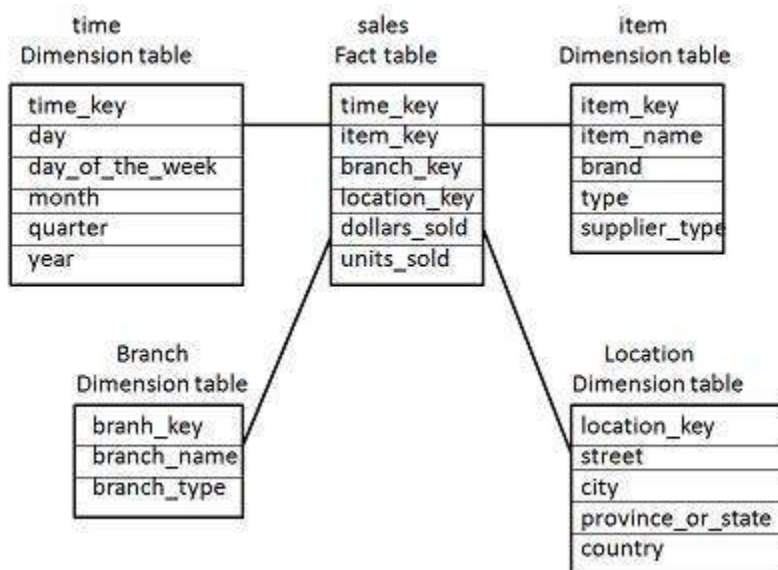 time
Dimension table
time_key
day
day_of_the_week
month
quarter
year
sales
Fact table
time_key
item_key
branch_key
location_key
dollars_sold
units_sold
item
Dimension table
item_key
item_name
brand
type
supplier_type
Branch
Dimension table
branh_key
branch_name
branch_type
Location
Dimension table
location_key
street
city
province_or_state
country